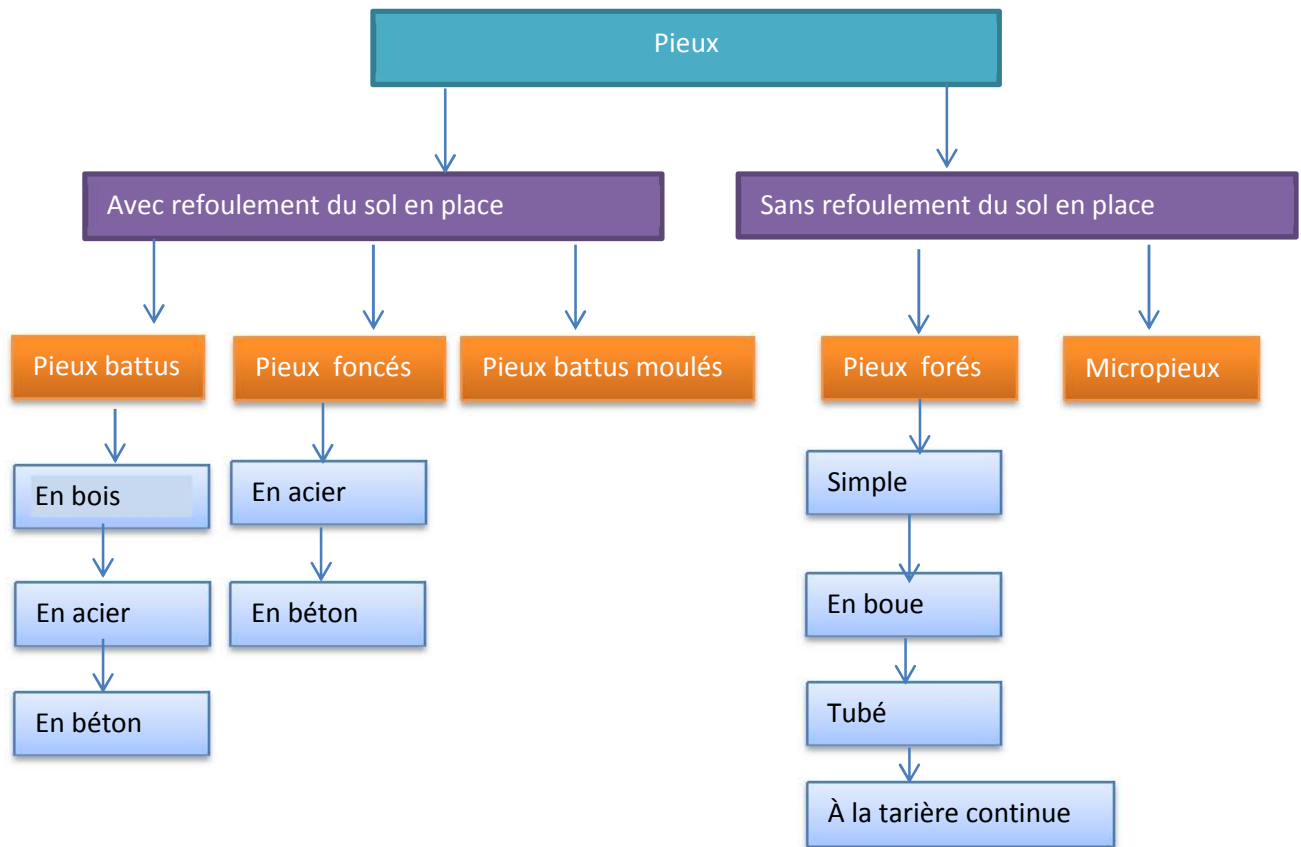 Pieux
Avec refoulement du sol en place
Sans refoulement du sol en place
Pieux battus
Pieux foncés
Pieux battus moulés
Pieux forés
Micropieux
En bois
En acier
Simple
En acier
En béton
En boue
En béton
Tubé
À la tarière continue